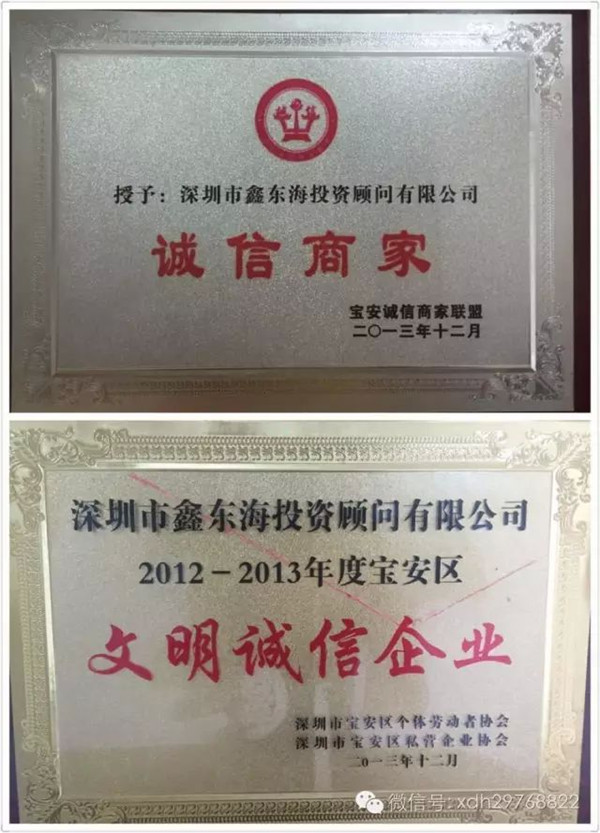 授予：深圳市鑫东海投资顾问有限公司
诚信商家
宝安诚信商家联盟
二〇一三年十二月
深圳市鑫东海投资顾问有限公司
2012－2013年度宝安区
文明诚信企业
深圳市宝安区个体劳动者协会
深圳市宝安区私营企业协会
二〇一三年十二月
微信号: xdh29768822